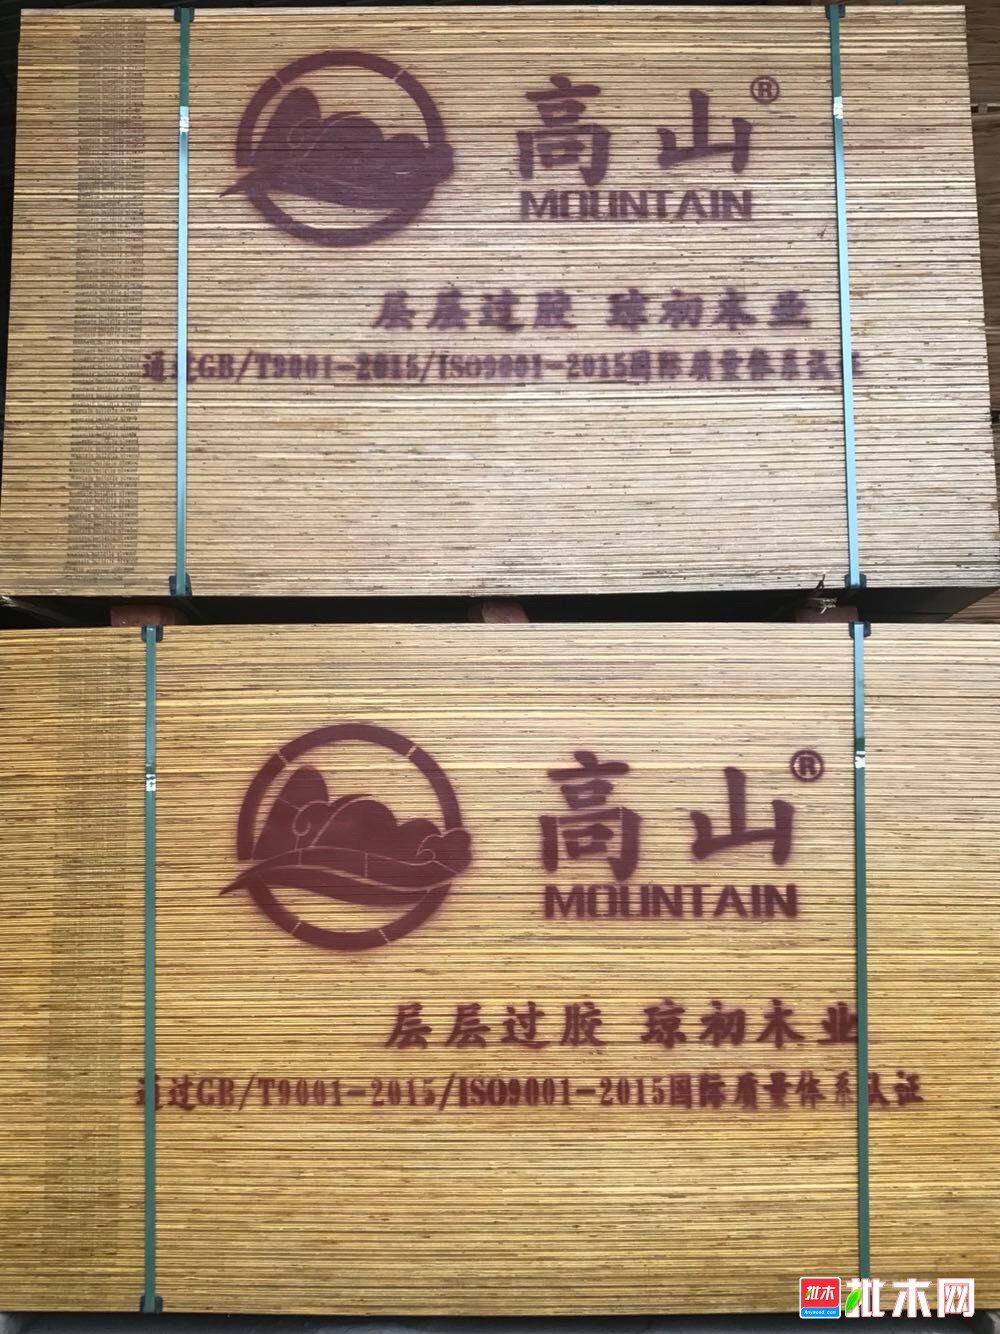 高山®
MOUNTAIN
层层过胶 琼初木业
通过GB/T9001-2015/ISO9001-2015国际质量体系认证
高山®
MOUNTAIN
层层过胶 琼初木业
通过GB/T9001-2015/ISO9001-2015国际质量体系认证
批木
Anywood.com
批木网